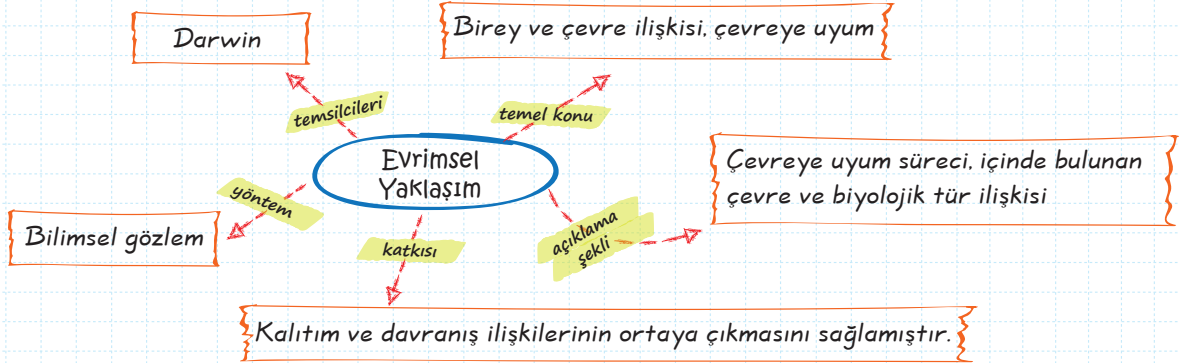 Darwin
Birey ve çevre ilişkisi, çevreye uyum
temsilcileri
temel konu
Evrimsel
Yaklaşım
Çevreye uyum süreci, içinde bulunan
çevre ve biyolojik tür ilişkisi
yöntem
Bilimsel gözlem
katkısı
açıklama
şekli
Kalıtım ve davranış ilişkilerinin ortaya çıkmasını sağlamıştır.